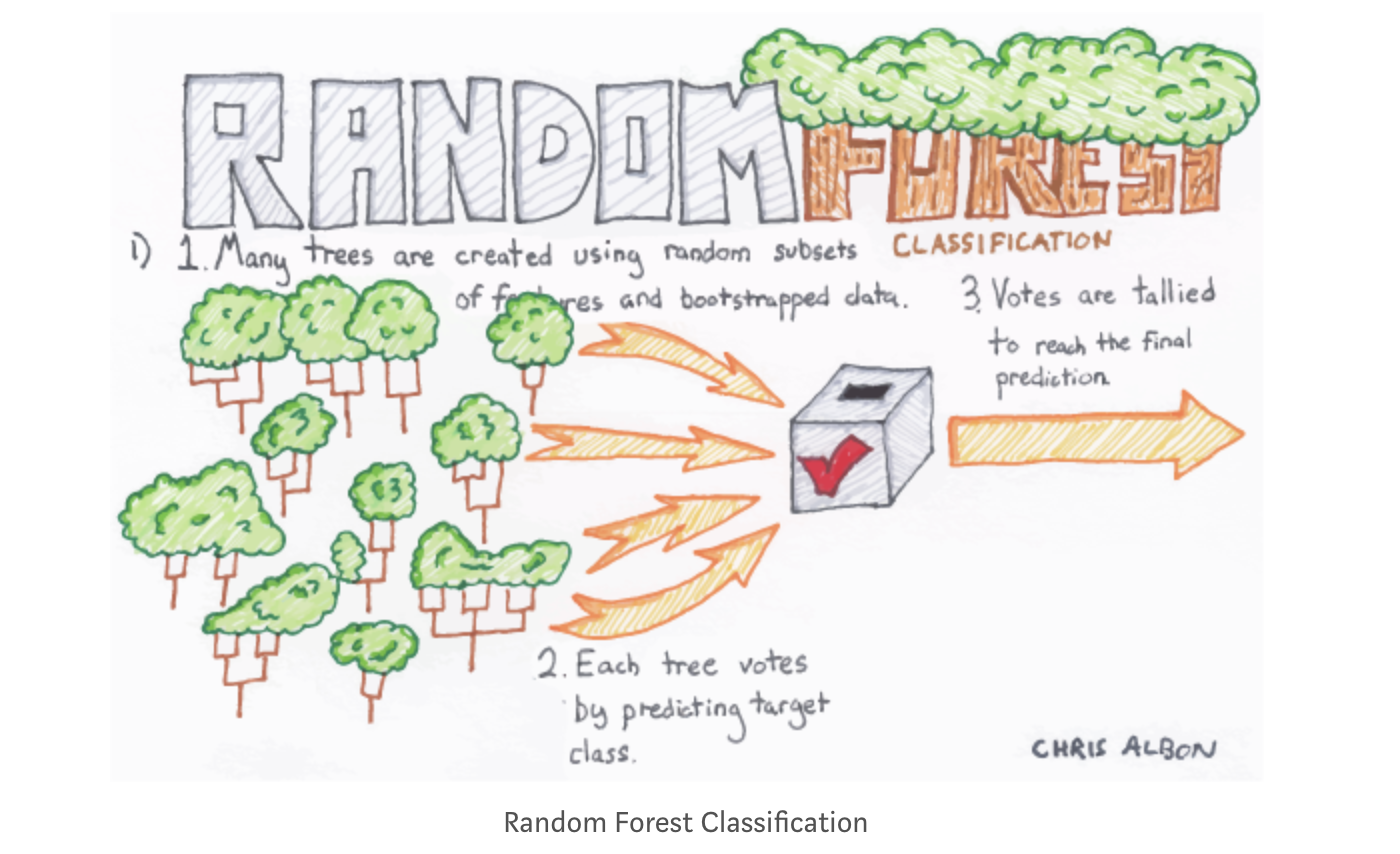 RANDOM FOREST
CLASSIFICATION
1) 1. Many trees are created using random subsets
of features and bootstrapped data.
3. Votes are tallied
to reach the final
prediction.
2. Each tree votes
by predicting target
class.
CHRIS ALBON
Random Forest Classification